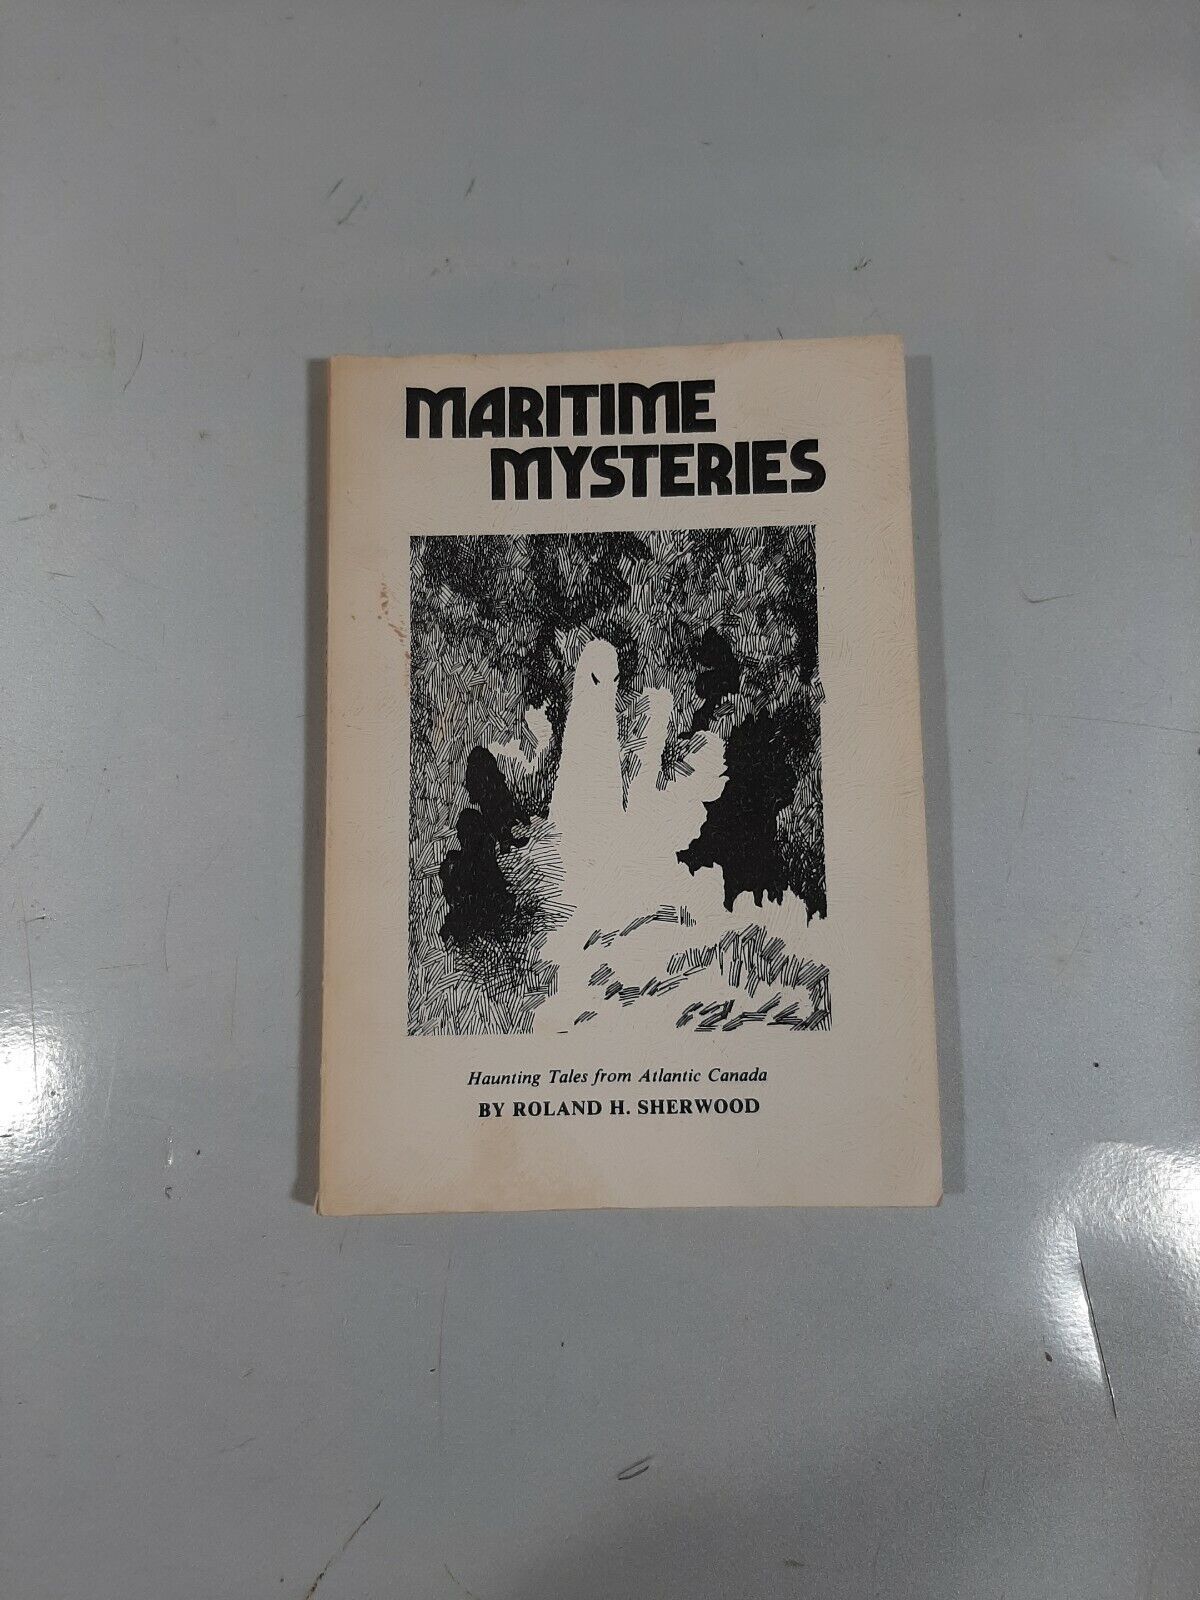 MARITIME
MYSTERIES
Haunting Tales from Atlantic Canada
BY ROLAND H. SHERWOOD